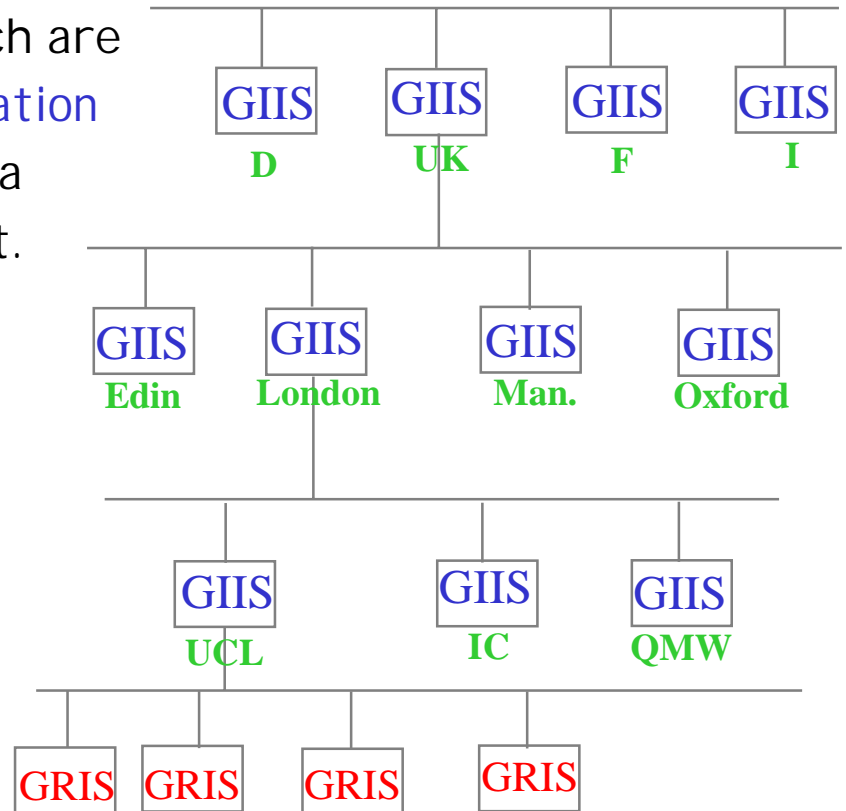 ch are
ation
a
t.
GIIS GIIS GIIS GIIS
D UK F I
GIIS GIIS GIIS GIIS
Edin London Man. Oxford
GIIS GIIS GIIS
UCL IC QMW
GRIS GRIS GRIS GRIS